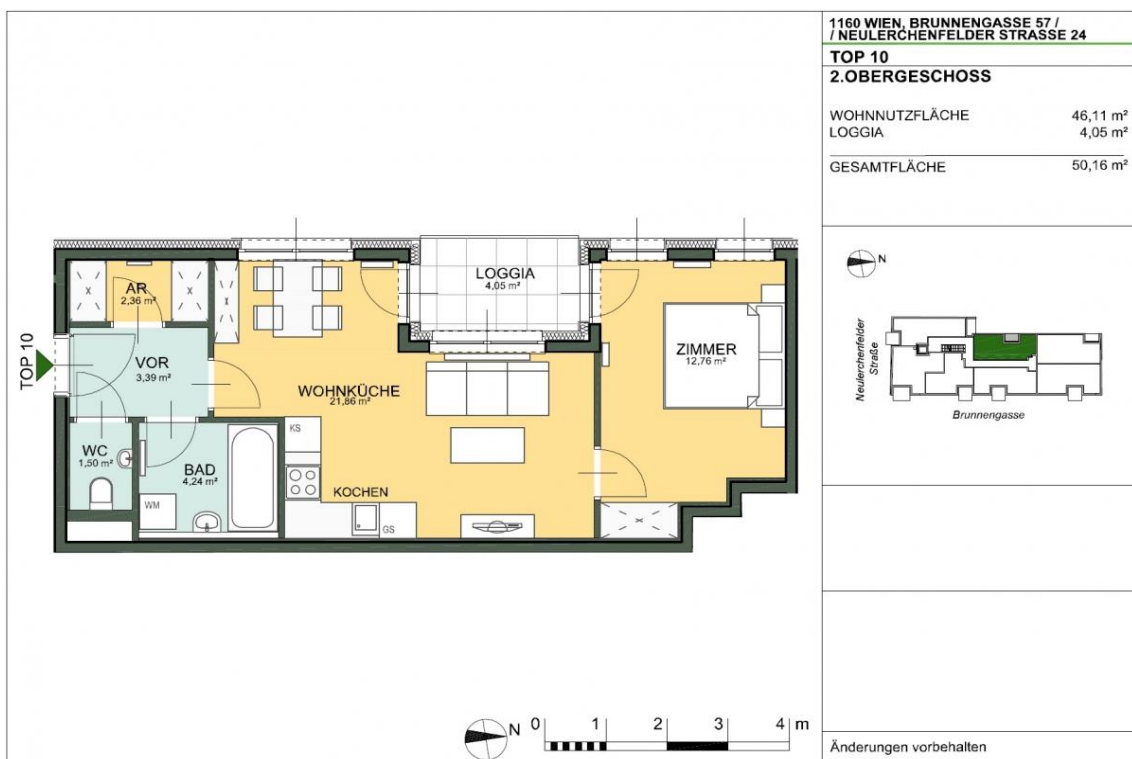 1160 WIEN, BRUNNENGASSE 57 /
/ NEULERCHENFELDER STRASSE 24
TOP 10
2.OBERGESCHOSS
WOHNNUTZFLÄCHE 46,11 m²
LOGGIA 4,05 m²
GESAMTFLÄCHE 50,16 m²
N
Neulerchenfelder
Straße
Brunnengasse
Änderungen vorbehalten
TOP 10
AR
2,36 m²
VOR
3,39 m²
WC
1,50 m²
BAD
4,24 m²
WM
WOHNKÜCHE
21,86 m²
KS
KOCHEN
GS
LOGGIA
4,05 m²
ZIMMER
12,76 m²
N
0 1 2 3 4 m